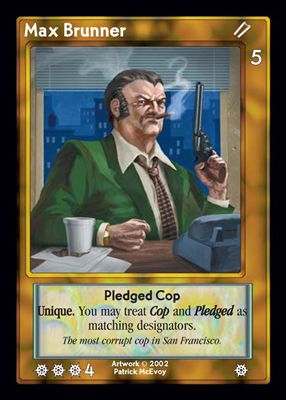 Max Brunner
5
Pledged Cop
Unique. You may treat Cop and Pledged as
matching designators.
The most corrupt cop in San Francisco.
4
Artwork © 2002
Patrick McEvoy